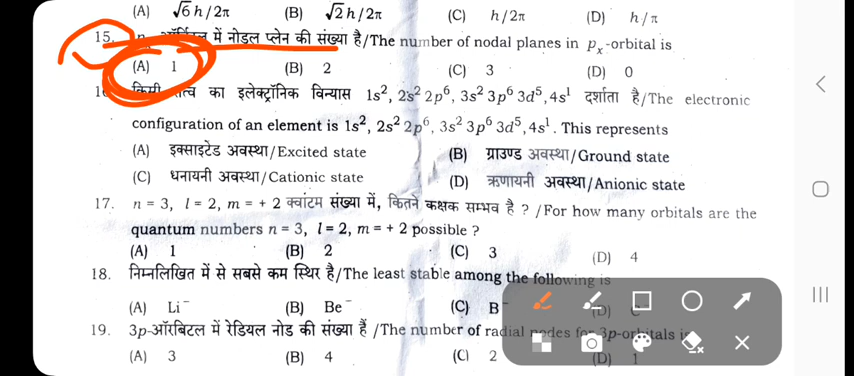 (A) √6 h/2π (B) √2 h/2π (C) h/2π (D) h/π
15. में नोडल प्लेन की संख्या है/The number of nodal planes in pₓ-orbital is
(A) 1 (B) 2 (C) 3 (D) 0
का इलेक्ट्रॉनिक विन्यास 1s², 2s² 2p⁶, 3s² 3p⁶ 3d⁵, 4s¹ दर्शाता है/The electronic
configuration of an element is 1s², 2s² 2p⁶, 3s² 3p⁶ 3d⁵, 4s¹. This represents
(A) इक्साइटेड अवस्था/Excited state (B) ग्राउण्ड अवस्था/Ground state
(C) धनायनी अवस्था/Cationic state (D) ऋणायनी अवस्था/Anionic state
17. n = 3, l = 2, m = + 2 क्वांटम संख्या में, कितने कक्षक सम्भव है ? /For how many orbitals are the
quantum numbers n = 3, l = 2, m = + 2 possible ?
(A) 1 (B) 2 (C) 3 (D) 4
18. निम्नलिखित में से सबसे कम स्थिर है/The least stable among the following is
(A) Li⁻ (B) Be⁻ (C) B⁻ (D) C
19. 3p-ऑरबिटल में रेडियल नोड की संख्या हैं /The number of radial nodes for 3p-orbitals is
(A) 3 (B) 4 (C) 2 (D) 1